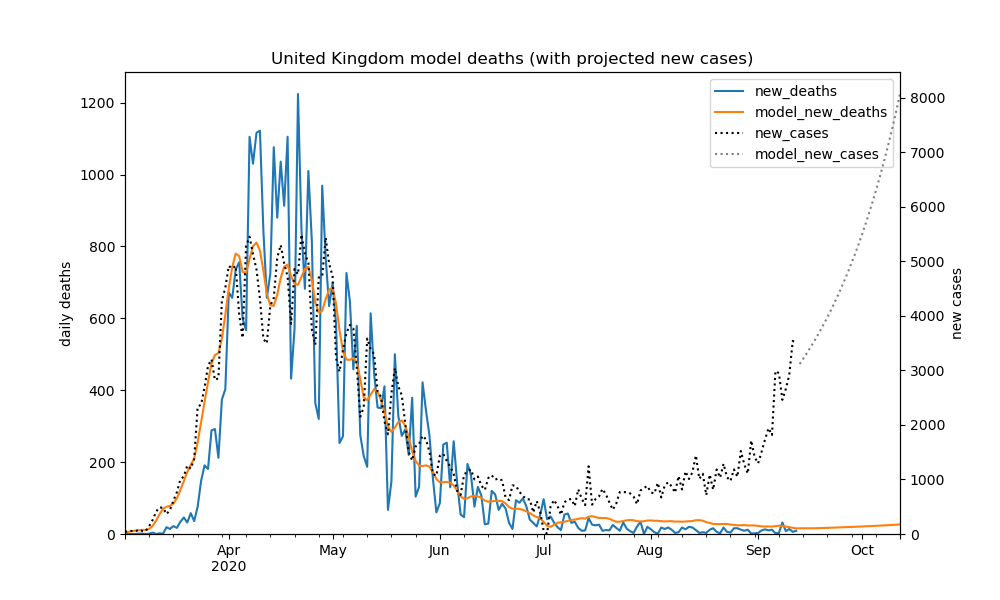 United Kingdom model deaths (with projected new cases)
new_deaths
model_new_deaths
new_cases
model_new_cases
daily deaths
1200
1000
800
600
400
200
0
8000
7000
6000
5000
4000
3000
2000
1000
0
new cases
Apr May Jun Jul Aug Sep Oct
2020